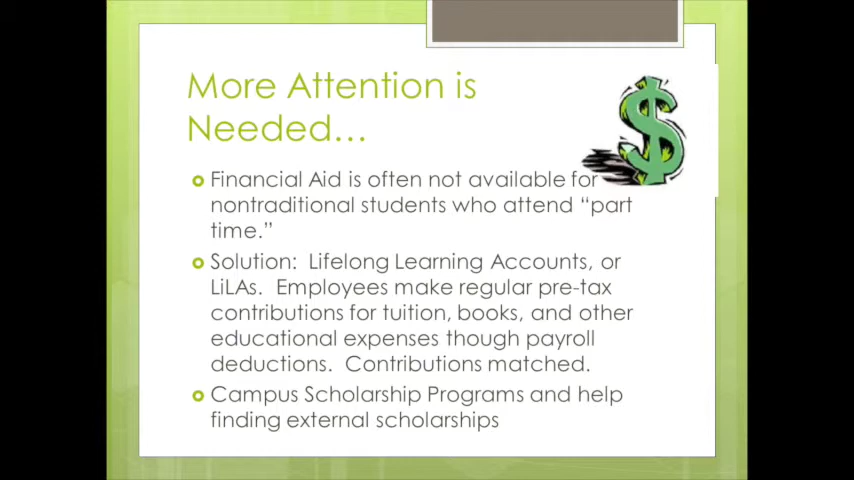 More Attention is
Needed…
Financial Aid is often not available for
nontraditional students who attend “part
time.”
Solution:  Lifelong Learning Accounts, or
LiLAs.  Employees make regular pre-tax
contributions for tuition, books, and other
educational expenses though payroll
deductions.  Contributions matched.
Campus Scholarship Programs and help
finding external scholarships